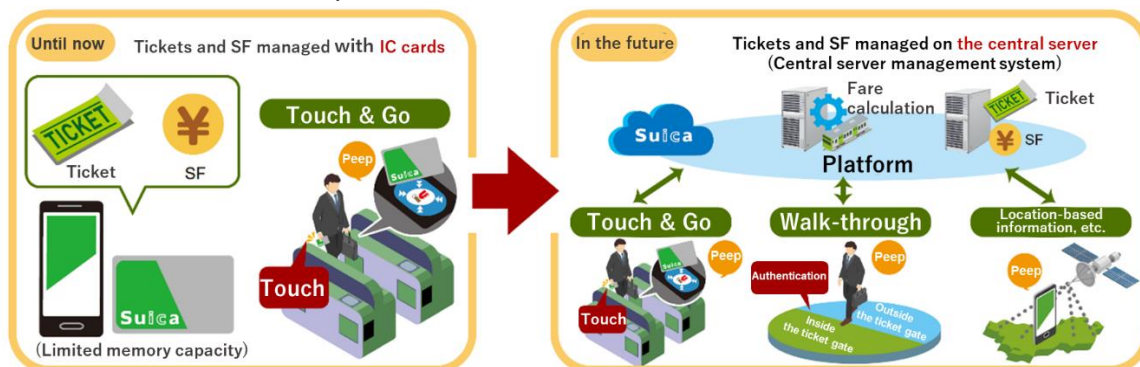 Until now
Tickets and SF managed with IC cards
TICKET
¥
Ticket
SF
Suica
(Limited memory capacity)
Touch & Go
Peep
Suica
Touch
In the future
Tickets and SF managed on the central server
(Central server management system)
Suica
Fare
calculation
TICKET
Ticket
¥
SF
Platform
Touch & Go
Peep
Touch
Walk-through
Authentication
Peep
Inside
the ticket gate
Outside
the ticket gate
Location-based
information, etc.
Peep